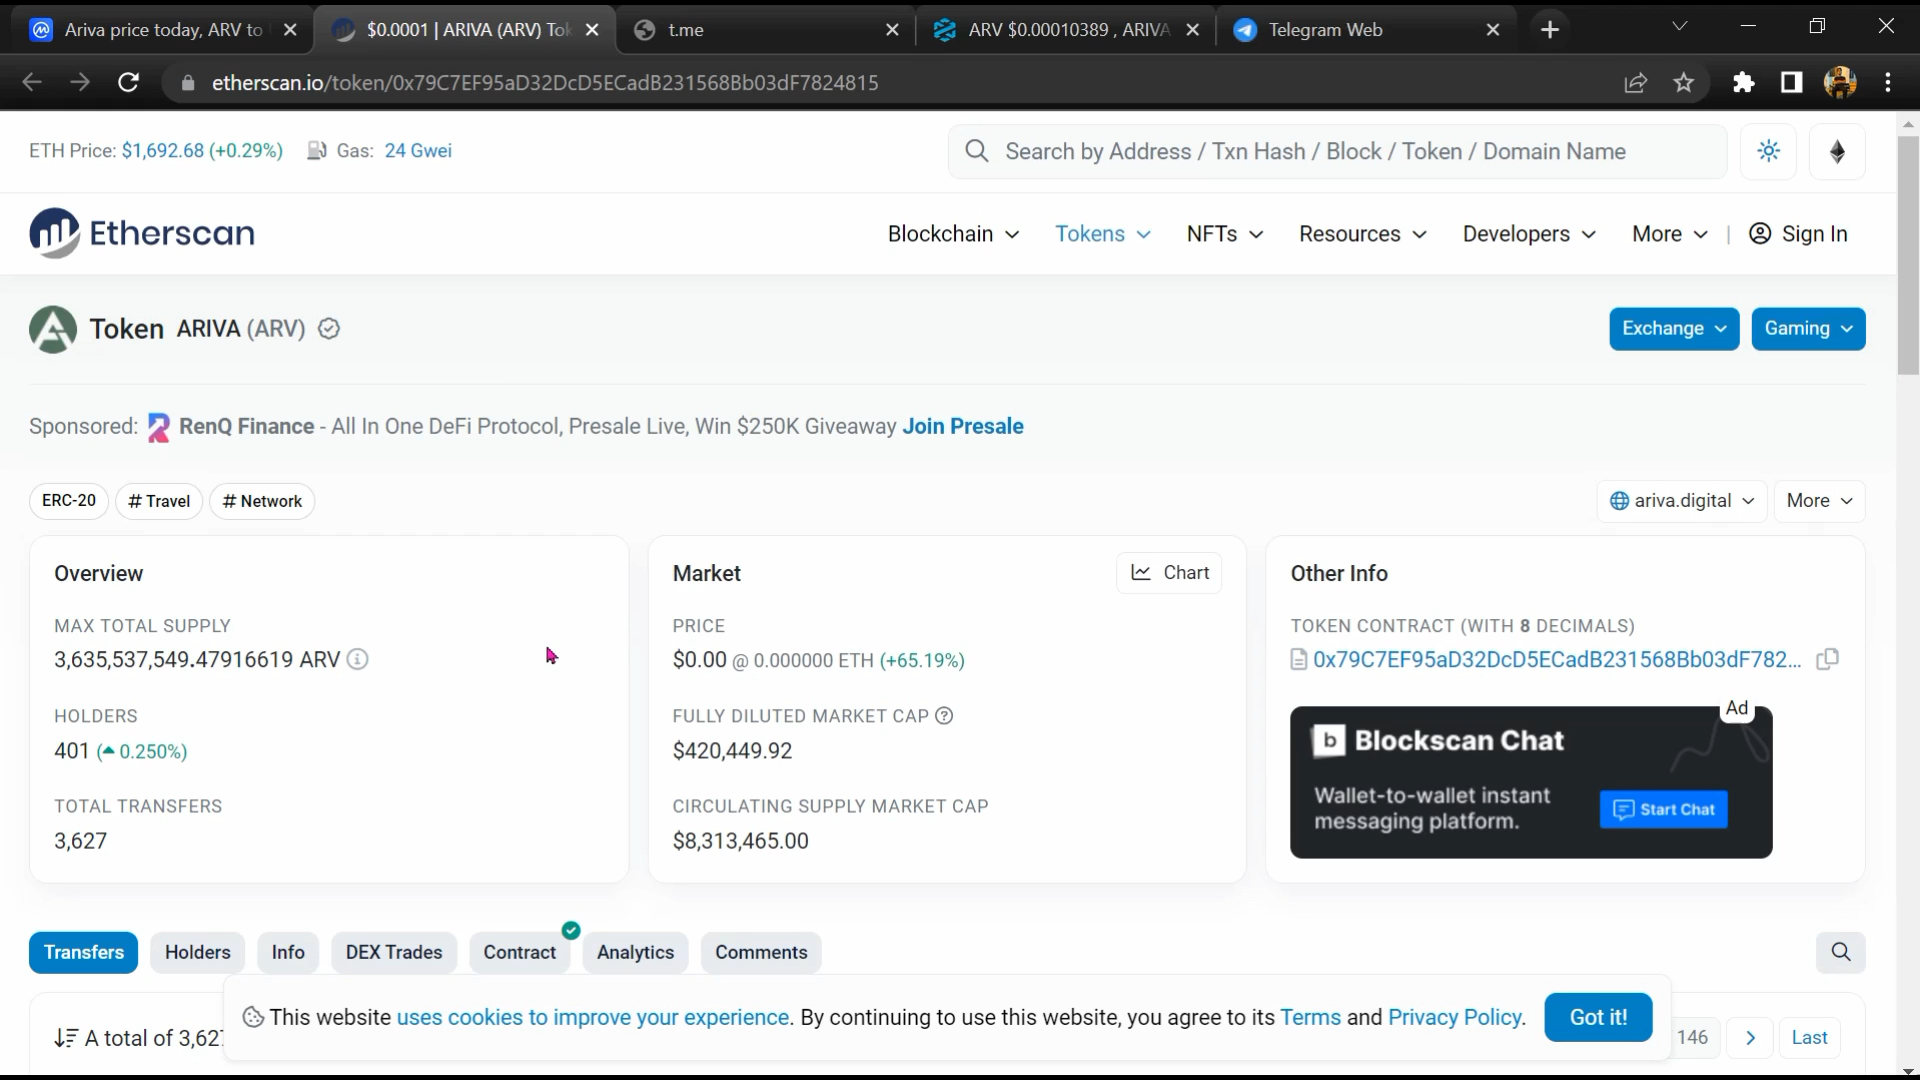 Ariva price today, ARV to
$0.0001 | ARIVA (ARV) Tok
t.me
ARV $0.00010389 , ARIVA
Telegram Web
etherscan.io/token/0x79C7EF95aD32DcD5ECadB231568Bb03dF7824815
ETH Price: $1,692.68 (+0.29%) Gas: 24 Gwei
Search by Address / Txn Hash / Block / Token / Domain Name
Etherscan
Blockchain Tokens NFTs Resources Developers More | Sign In
Token ARIVA (ARV)
Exchange Gaming
Sponsored: RenQ Finance - All In One DeFi Protocol, Presale Live, Win $250K Giveaway Join Presale
ERC-20 # Travel # Network
ariva.digital More
Overview
MAX TOTAL SUPPLY
3,635,537,549.47916619 ARV
HOLDERS
401 (0.250%)
TOTAL TRANSFERS
3,627
Market
Chart
PRICE
$0.00 @ 0.000000 ETH (+65.19%)
FULLY DILUTED MARKET CAP
$420,449.92
CIRCULATING SUPPLY MARKET CAP
$8,313,465.00
Other Info
TOKEN CONTRACT (WITH 8 DECIMALS)
0x79C7EF95aD32DcD5ECadB231568Bb03dF782...
Ad
b Blockscan Chat
Wallet-to-wallet instant
messaging platform.
Start Chat
Transfers Holders Info DEX Trades Contract Analytics Comments
This website uses cookies to improve your experience. By continuing to use this website, you agree to its Terms and Privacy Policy.
Got it!
A total of 3,627
146 Last